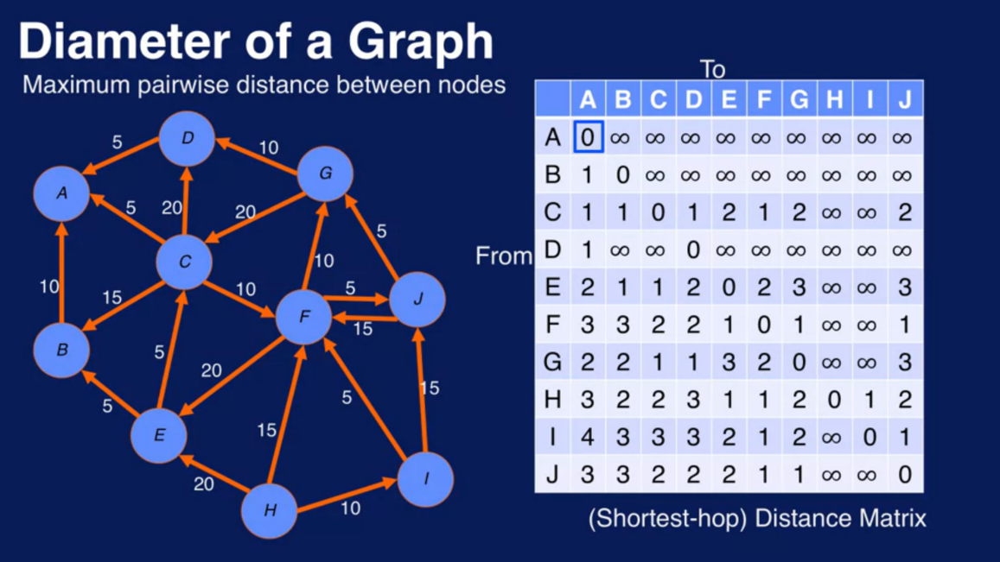 Diameter of a Graph
Maximum pairwise distance between nodes
To
From
A B C D E F G H I J
A 0 ∞ ∞ ∞ ∞ ∞ ∞ ∞ ∞ ∞
B 1 0 ∞ ∞ ∞ ∞ ∞ ∞ ∞ ∞
C 1 1 0 1 2 1 2 ∞ ∞ 2
D 1 ∞ ∞ 0 ∞ ∞ ∞ ∞ ∞ ∞
E 2 1 1 2 0 2 3 ∞ ∞ 3
F 3 3 2 2 1 0 1 ∞ ∞ 1
G 2 2 1 1 3 2 0 ∞ ∞ 3
H 3 2 2 3 1 1 2 0 1 2
I 4 3 3 3 2 1 2 ∞ 0 1
J 3 3 2 2 2 1 1 ∞ ∞ 0
(Shortest-hop) Distance Matrix
D
5
10
G
A
5
20
20
5
C
10
10
15
10
5
J
F
15
B
5
20
5
15
5
15
E
I
20
10
H